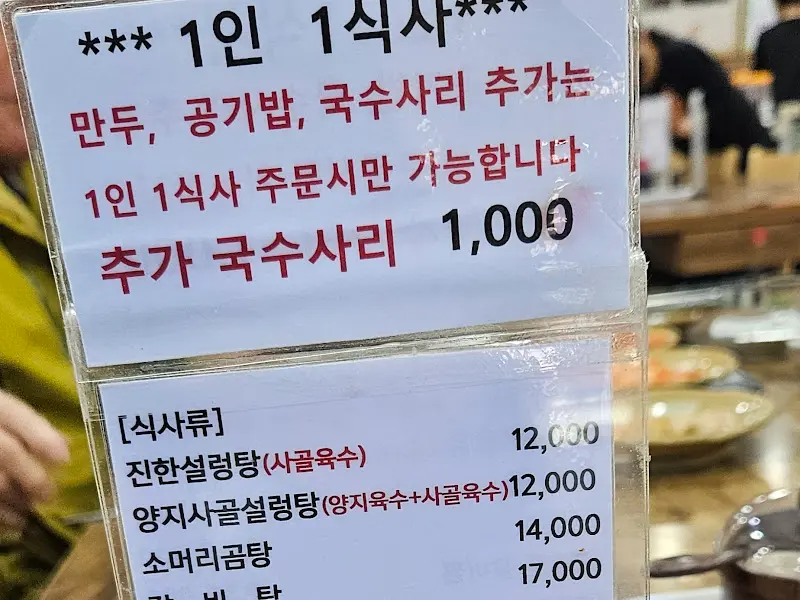 *** 1인 1식사***
만두, 공기밥, 국수사리 추가는
1인 1식사 주문시만 가능합니다
추가 국수사리 1,000
[식사류]
진한설렁탕(사골육수) 12,000
양지사골설렁탕(양지육수+사골육수)12,000
소머리곰탕 14,000
갈 비 탕 17,000